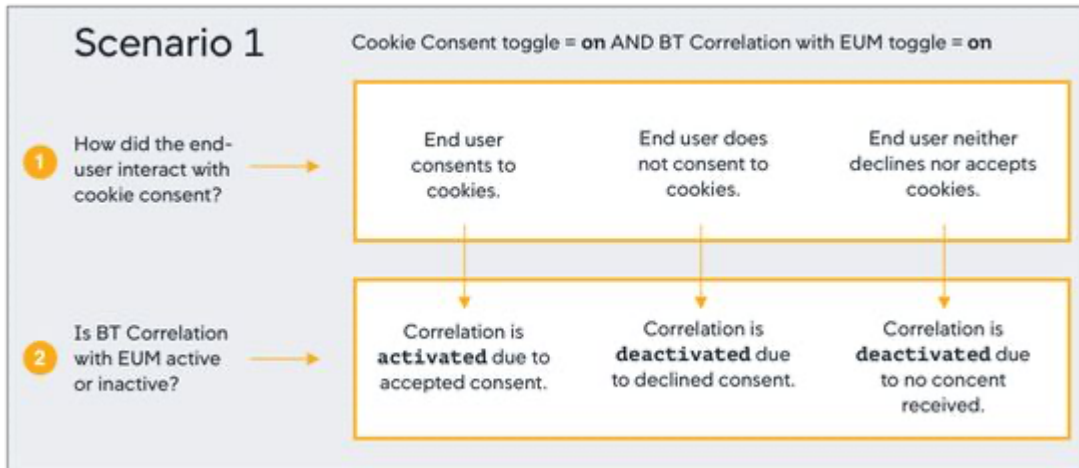 Scenario 1
Cookie Consent toggle = on AND BT Correlation with EUM toggle = on
1
How did the end-
user interact with
cookie consent?
End user
consents to
cookies.
End user does
not consent to
cookies.
End user neither
declines nor accepts
cookies.
2
Is BT Correlation
with EUM active
or inactive?
Correlation is
activated due to
accepted consent.
Correlation is
deactivated due
to declined consent.
Correlation is
deactivated due
to no concent
received.